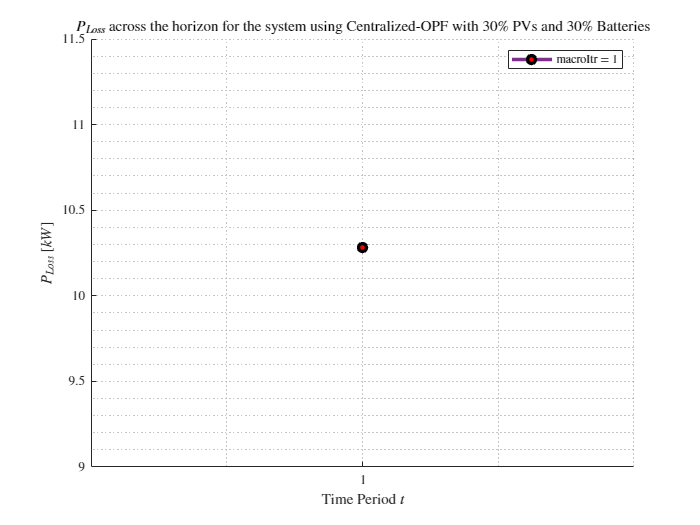 P_Loss across the horizon for the system using Centralized-OPF with 30% PVs and 30% Batteries
macroItr = 1
11.5
11
10.5
10
9.5
9
P_Loss [kW]
1
Time Period t